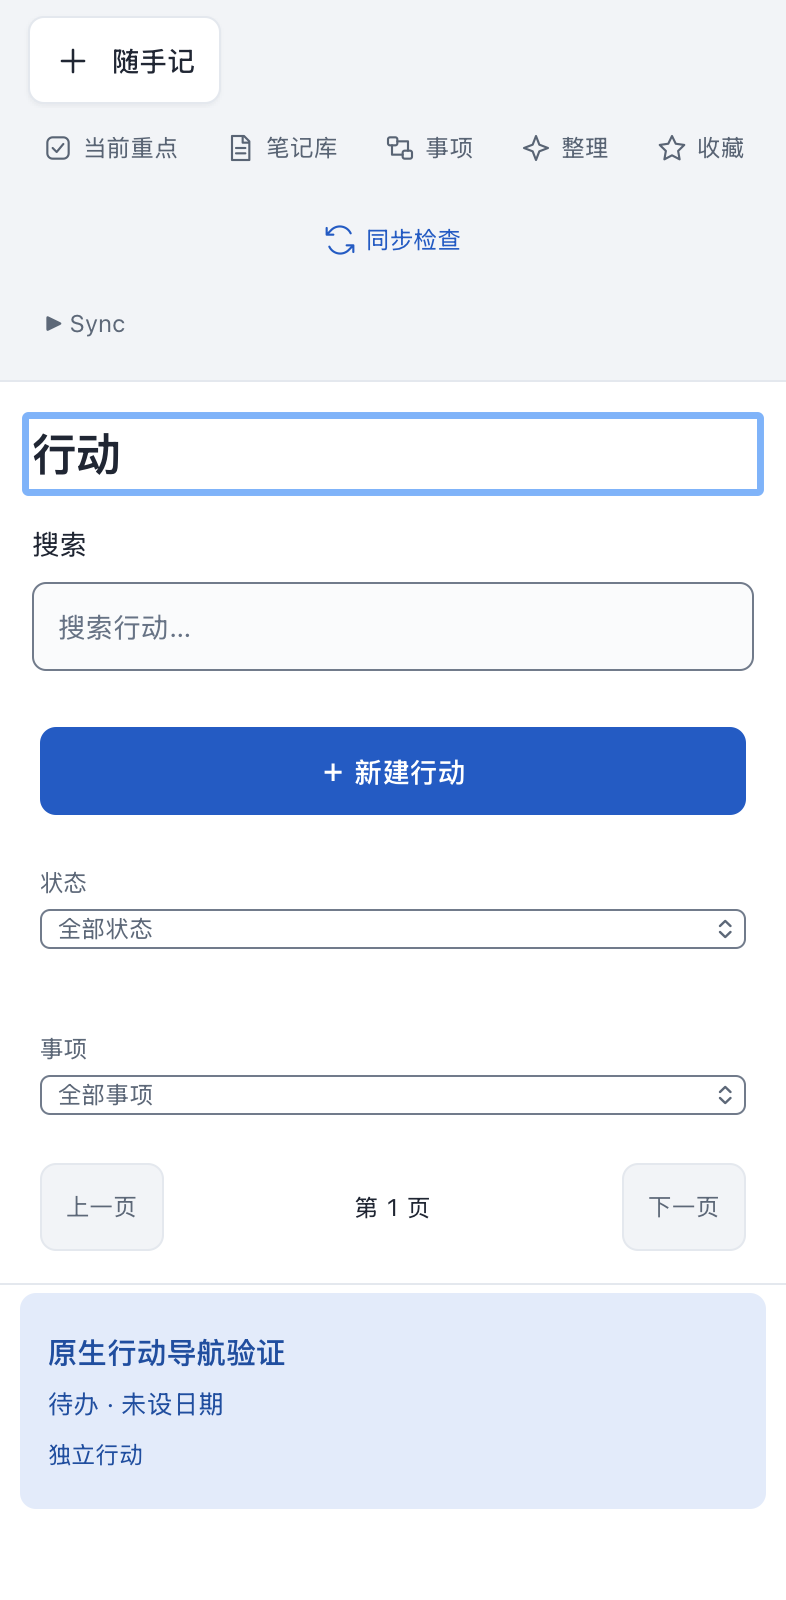 随手记
当前重点 笔记库 事项 整理 收藏
同步检查
Sync
行动
搜索
搜索行动...
+ 新建行动
状态
全部状态
事项
全部事项
上一页 第 1 页 下一页
原生行动导航验证
待办 · 未设日期
独立行动